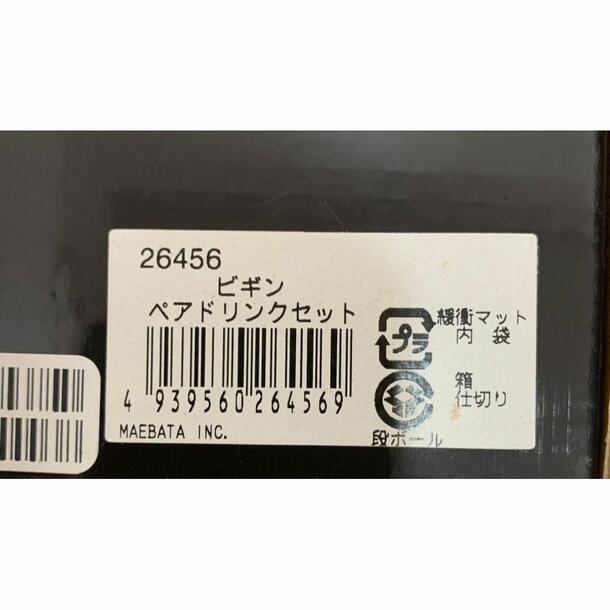 26456
ビギン
ペアドリンクセット
4 939560 264569
MAEBATA INC.
プラ
緩衝マット
内 袋
箱
仕切り
段ボール